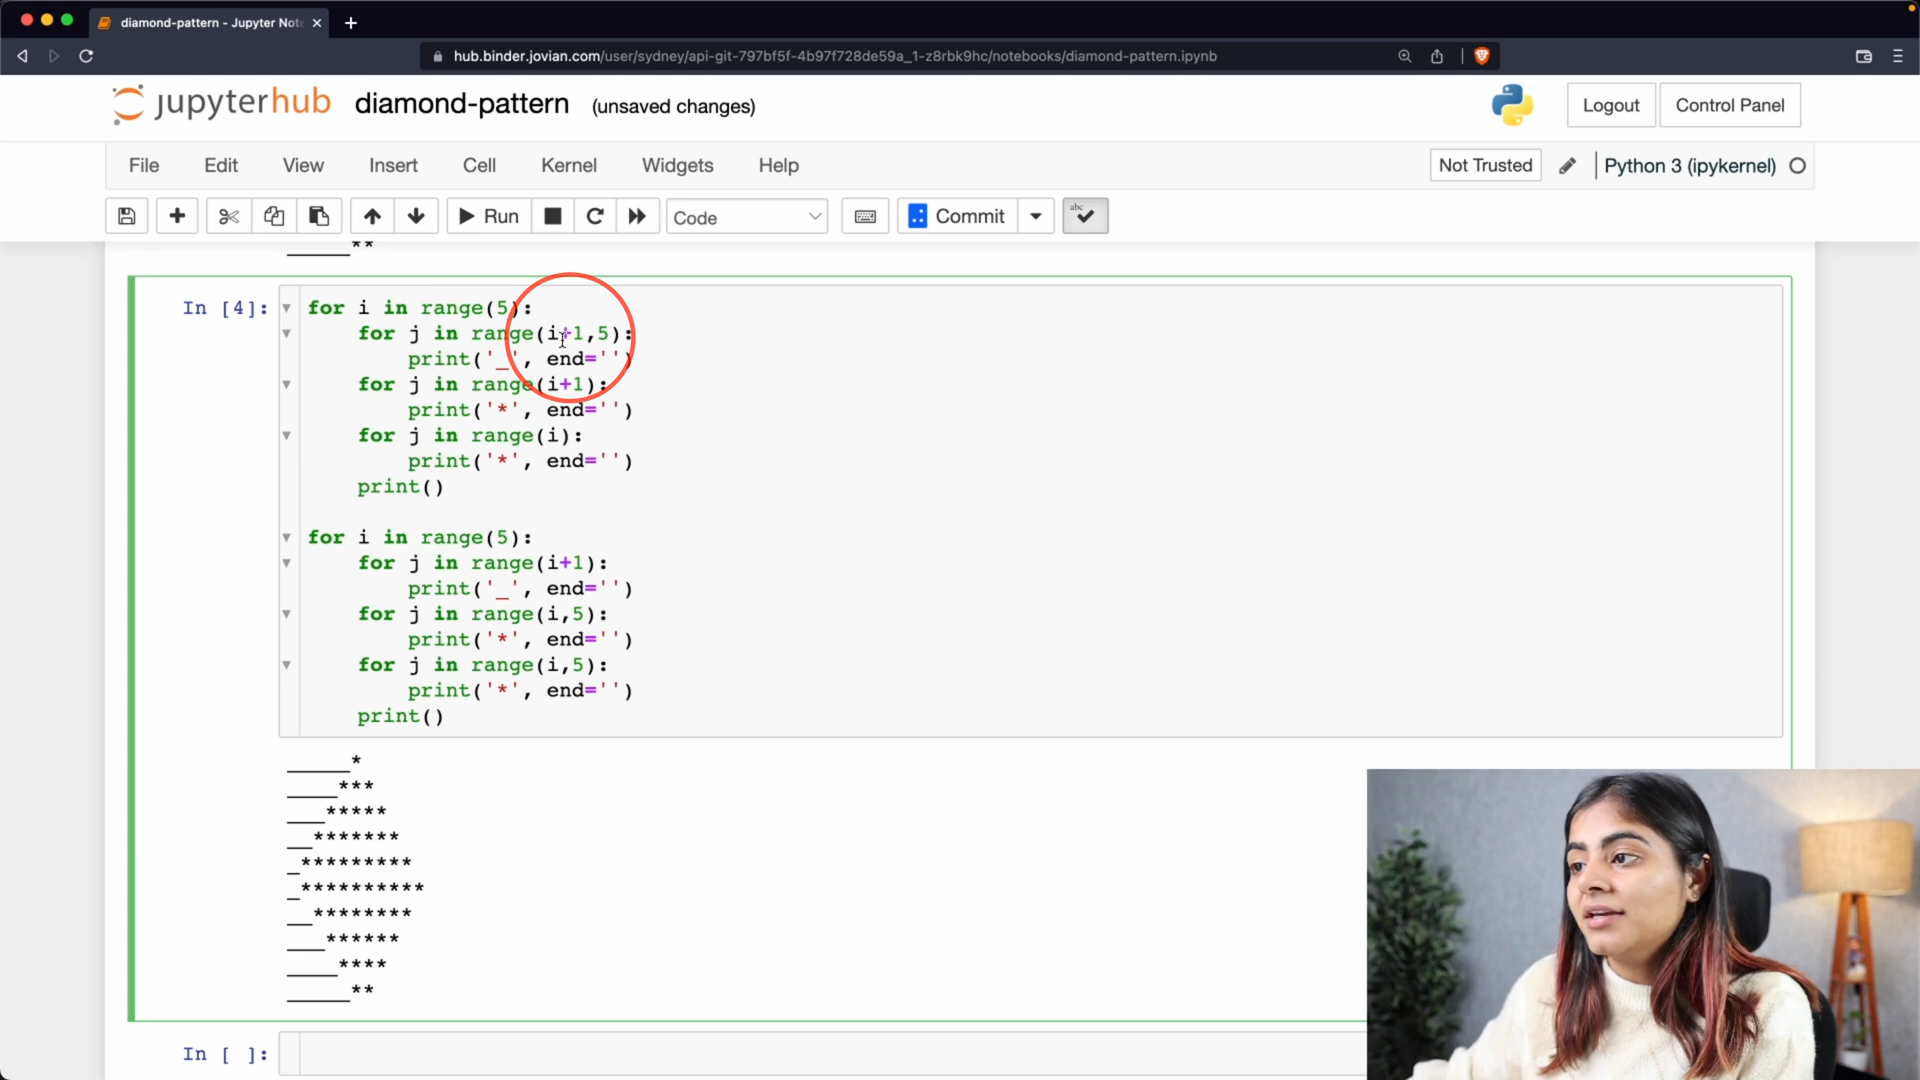 diamond-pattern - Jupyter Note
hub.binder.jovian.com/user/sydney/api-git-797bf5f-4b97f728de59a_1-z8rbk9hc/notebooks/diamond-pattern.ipynb
jupyterhub diamond-pattern (unsaved changes) Logout Control Panel
File Edit View Insert Cell Kernel Widgets Help Not Trusted Python 3 (ipykernel)
Run Code Commit abc
_____**
In [4]: for i in range(5):
    for j in range(i+1,5):
        print('_', end='')
    for j in range(i+1):
        print('*', end='')
    for j in range(i):
        print('*', end='')
    print()
for i in range(5):
    for j in range(i+1):
        print('_', end='')
    for j in range(i,5):
        print('*', end='')
    for j in range(i,5):
        print('*', end='')
    print()
_____*
____***
___*****
__*******
_*********
_**********
__********
___******
____****
_____**
In [ ]: